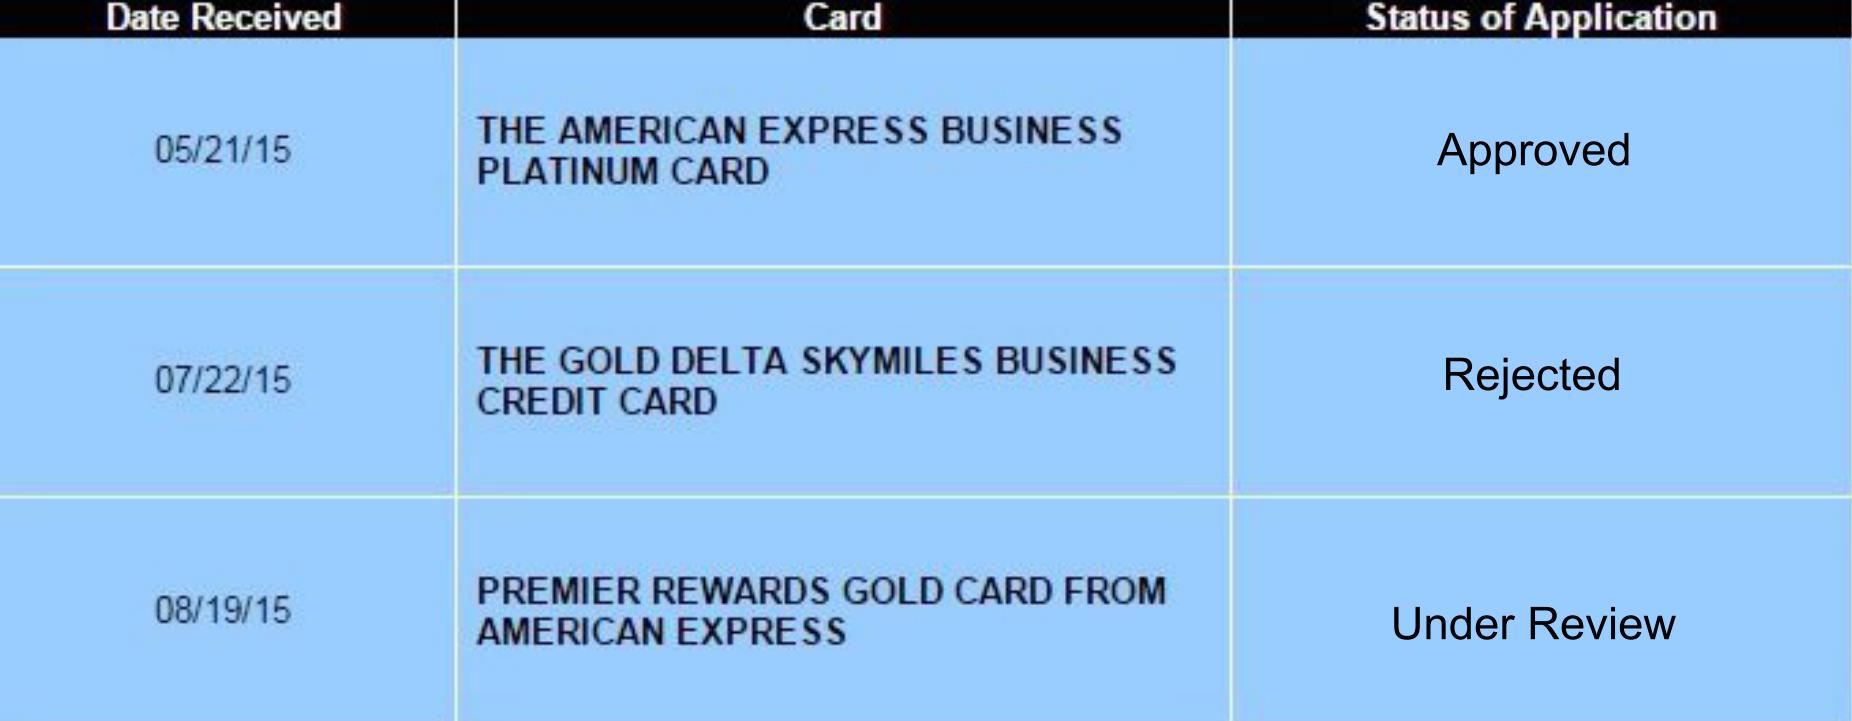 Date Received Card Status of Application
05/21/15 THE AMERICAN EXPRESS BUSINESS PLATINUM CARD Approved
07/22/15 THE GOLD DELTA SKYMILES BUSINESS CREDIT CARD Rejected
08/19/15 PREMIER REWARDS GOLD CARD FROM AMERICAN EXPRESS Under Review